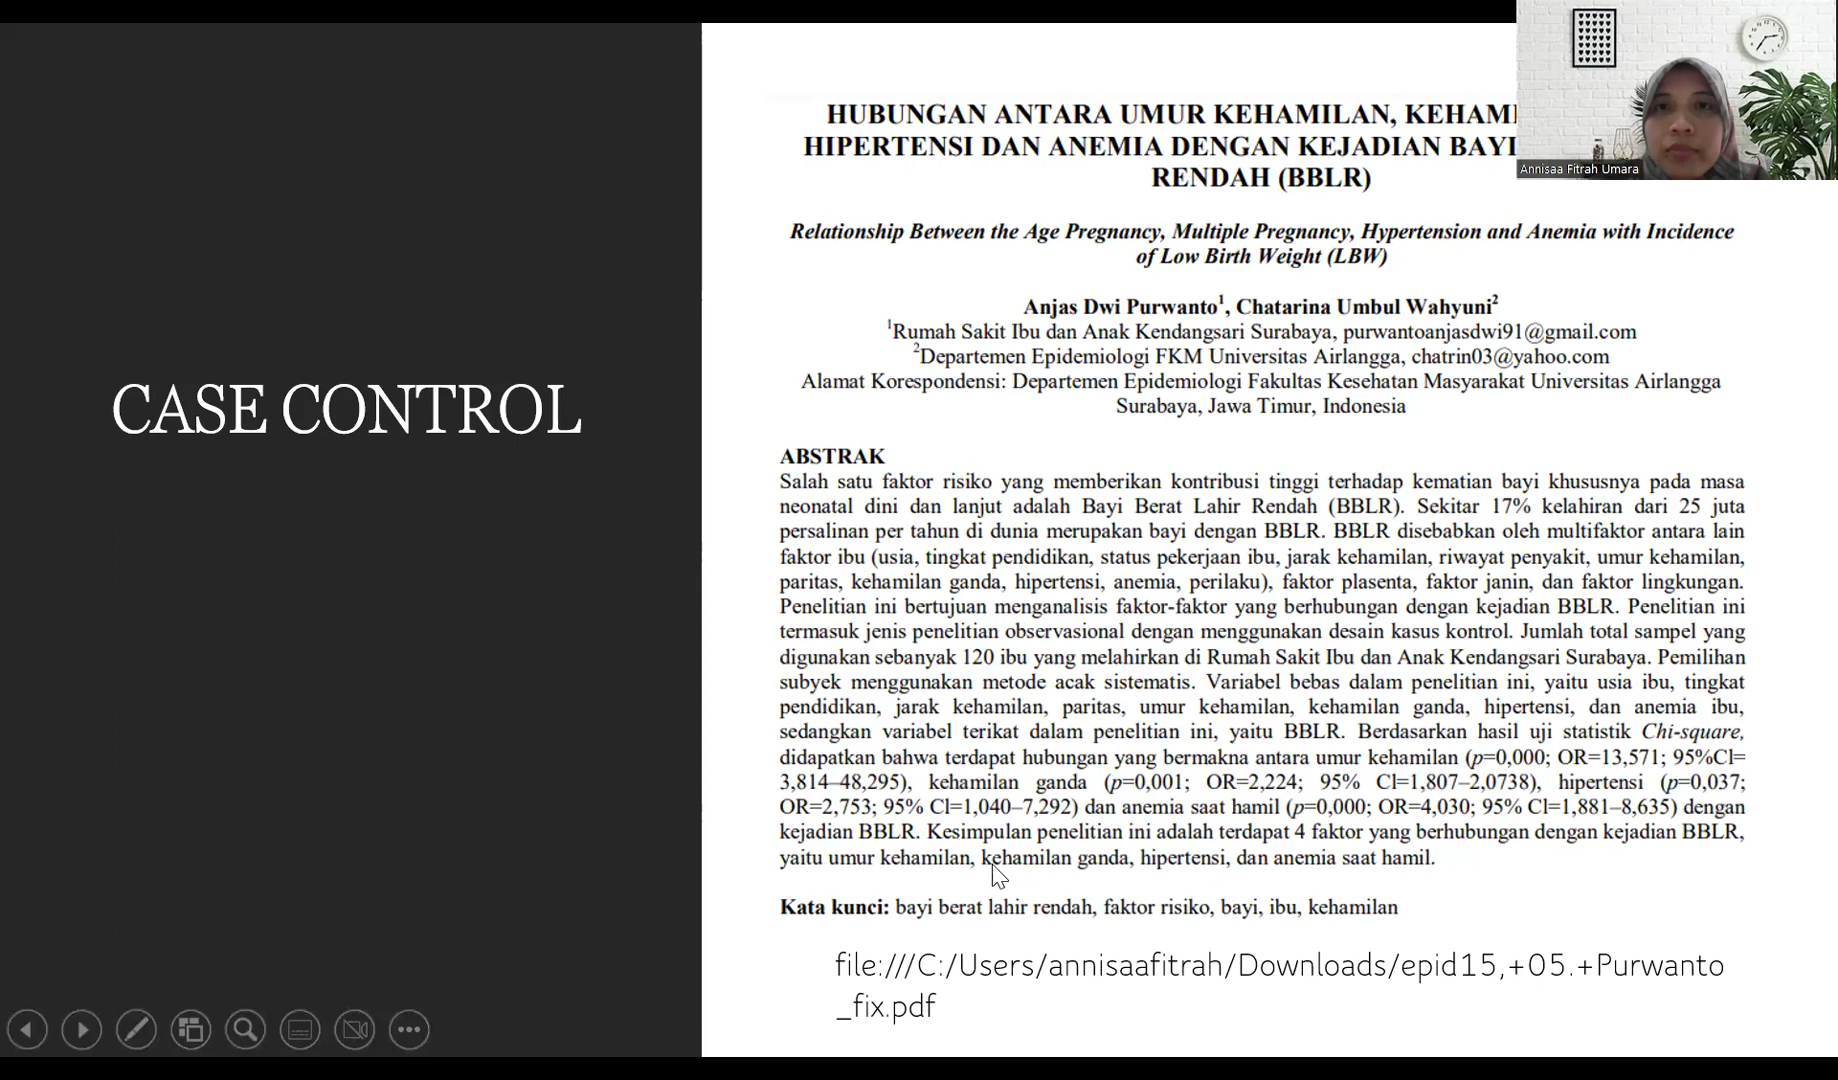 CASE CONTROL
HUBUNGAN ANTARA UMUR KEHAMILAN,
HIPERTENSI DAN ANEMIA DENGAN KEJADIAN BAYI
RENDAH (BBLR)
Relationship Between the Age Pregnancy, Multiple Pregnancy, Hypertension and Anemia with Incidence
of Low Birth Weight (LBW)
Anjas Dwi Purwanto1, Chatarina Umbul Wahyuni2
1Rumah Sakit Ibu dan Anak Kendangsari Surabaya, purwantoanjasdwi91@gmail.com
2Departemen Epidemiologi FKM Universitas Airlangga, chatrin03@yahoo.com
Alamat Korespondensi: Departemen Epidemiologi Fakultas Kesehatan Masyarakat Universitas Airlangga
Surabaya, Jawa Timur, Indonesia
ABSTRAK
Salah satu faktor risiko yang memberikan kontribusi tinggi terhadap kematian bayi khususnya pada masa
neonatal dini dan lanjut adalah Bayi Berat Lahir Rendah (BBLR). Sekitar 17% kelahiran dari 25 juta
persalinan per tahun di dunia merupakan bayi dengan BBLR. BBLR disebabkan oleh multifaktor antara lain
faktor ibu (usia, tingkat pendidikan, status pekerjaan ibu, jarak kehamilan, riwayat penyakit, umur kehamilan,
paritas, kehamilan ganda, hipertensi, anemia, perilaku), faktor plasenta, faktor janin, dan faktor lingkungan.
Penelitian ini bertujuan menganalisis faktor-faktor yang berhubungan dengan kejadian BBLR. Penelitian ini
termasuk jenis penelitian observasional dengan menggunakan desain kasus kontrol. Jumlah total sampel yang
digunakan sebanyak 120 ibu yang melahirkan di Rumah Sakit Ibu dan Anak Kendangsari Surabaya. Pemilihan
subyek menggunakan metode acak sistematis. Variabel bebas dalam penelitian ini, yaitu usia ibu, tingkat
pendidikan, jarak kehamilan, paritas, umur kehamilan, kehamilan ganda, hipertensi, dan anemia ibu,
sedangkan variabel terikat dalam penelitian ini, yaitu BBLR. Berdasarkan hasil uji statistik Chi-square,
didapatkan bahwa terdapat hubungan yang bermakna antara umur kehamilan (p=0,000; OR=13,571; 95%Cl=
3,814–48,295), kehamilan ganda (p=0,001; OR=2,224; 95% Cl=1,807–2,0738), hipertensi (p=0,037;
OR=2,753; 95% Cl=1,040–7,292) dan anemia saat hamil (p=0,000; OR=4,030; 95% Cl=1,881–8,635) dengan
kejadian BBLR. Kesimpulan penelitian ini adalah terdapat 4 faktor yang berhubungan dengan kejadian BBLR,
yaitu umur kehamilan, kehamilan ganda, hipertensi, dan anemia saat hamil.
Kata kunci: bayi berat lahir rendah, faktor risiko, bayi, ibu, kehamilan
file:///C:/Users/annisaafitrah/Downloads/epid15,+05.+Purwanto
_fix.pdf
Annisaa Fitrah Umara